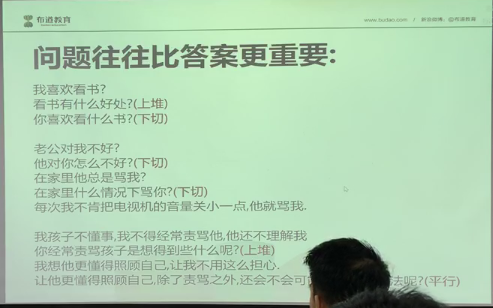 布道教育
www.budao.com / 新浪微博：@布道教育
问题往往比答案更重要:
我喜欢看书?
看书有什么好处?(上堆)
你喜欢看什么书?(下切)
老公对我不好?
他对你怎么不好?(下切)
在家里他总是骂我?
在家里什么情况下骂你?(下切)
每次我不肯把电视机的音量关小一点,他就骂我.
我孩子不懂事,我不得经常责骂他,他还不理解我
你经常责骂孩子是想得到些什么呢?(上堆)
我想他更懂得照顾自己,让我不用这么担心.
让他更懂得照顾自己,除了责骂之外,还会不会可 法呢?(平行)